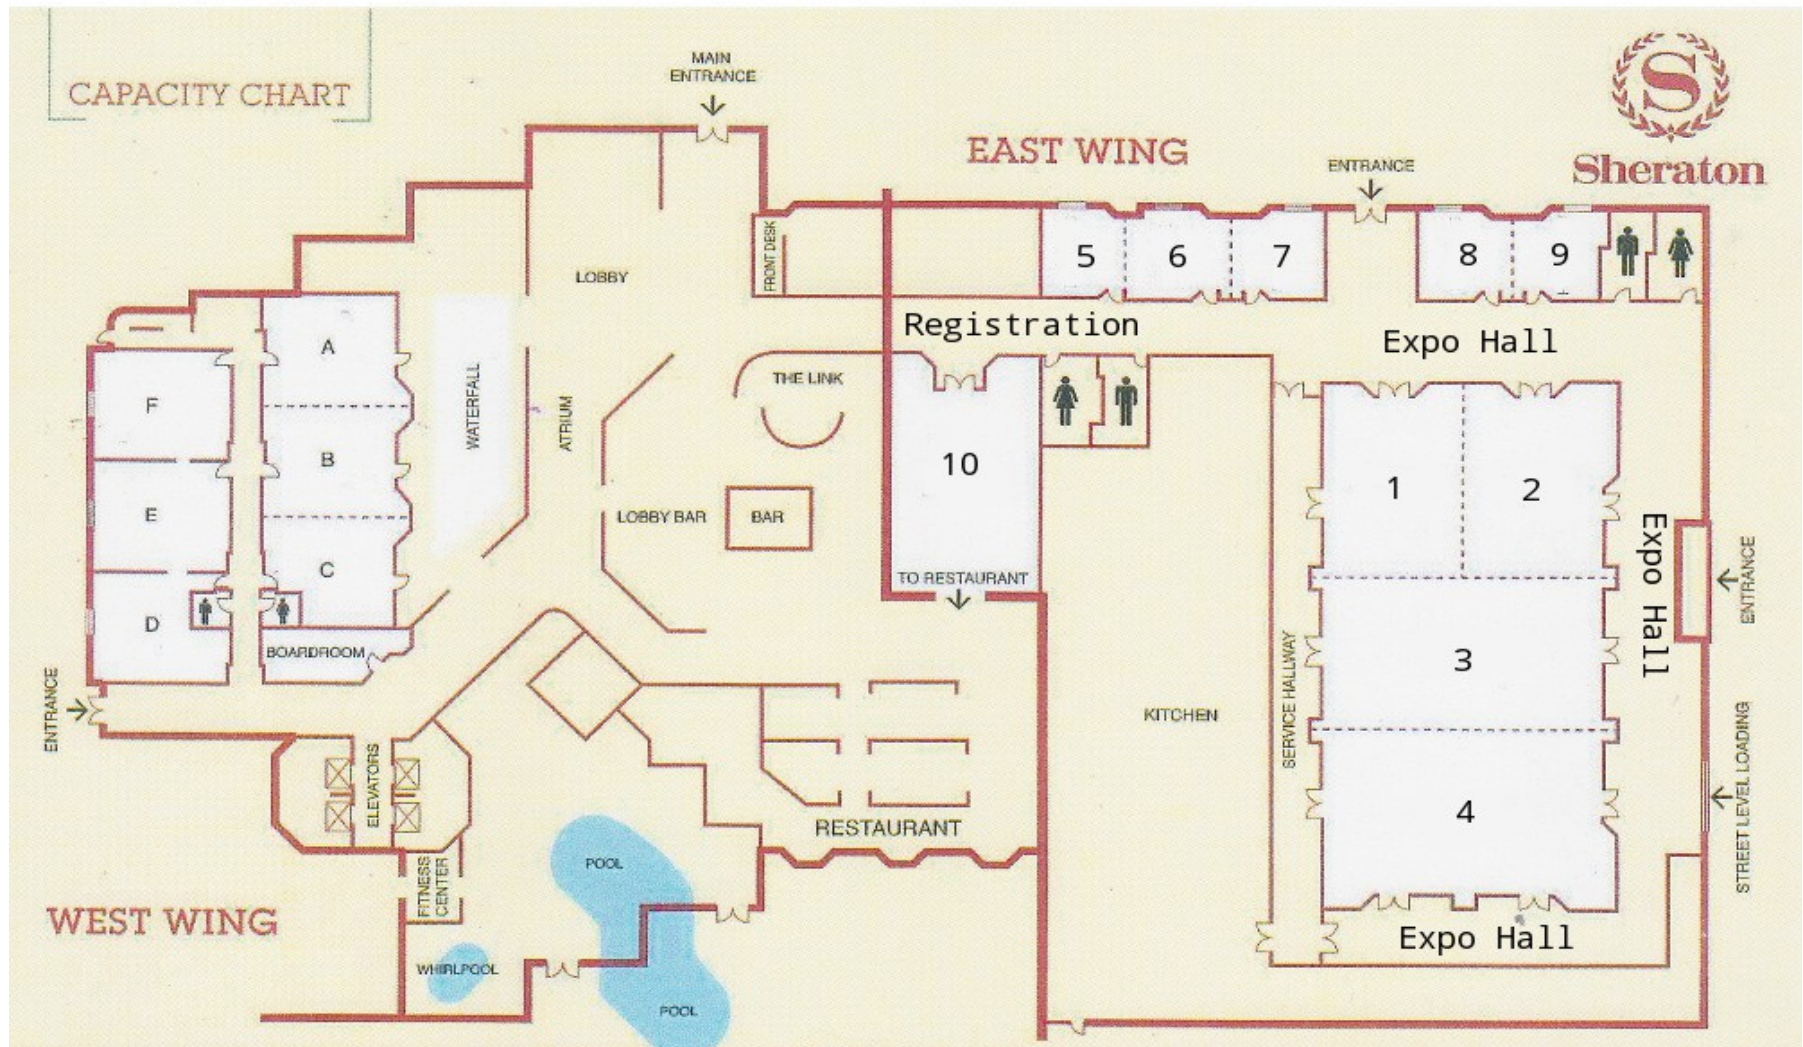 CAPACITY CHART
MAIN
ENTRANCE
EAST WING
ENTRANCE
S
Sheraton
FRONT DESK
LOBBY
5
6
7
8
9
Registration
Expo Hall
A
B
C
F
E
D
WATERFALL
ATRIUM
THE LINK
LOBBY BAR
BAR
10
TO RESTAURANT
1
2
3
4
Expo Hall
ENTRANCE
BOARDROOM
ENTRANCE
KITCHEN
SERVICE HALLWAY
STREET LEVEL LOADING
ELEVATORS
RESTAURANT
POOL
FITNESS
CENTER
WEST WING
WHIRLPOOL
POOL
Expo Hall